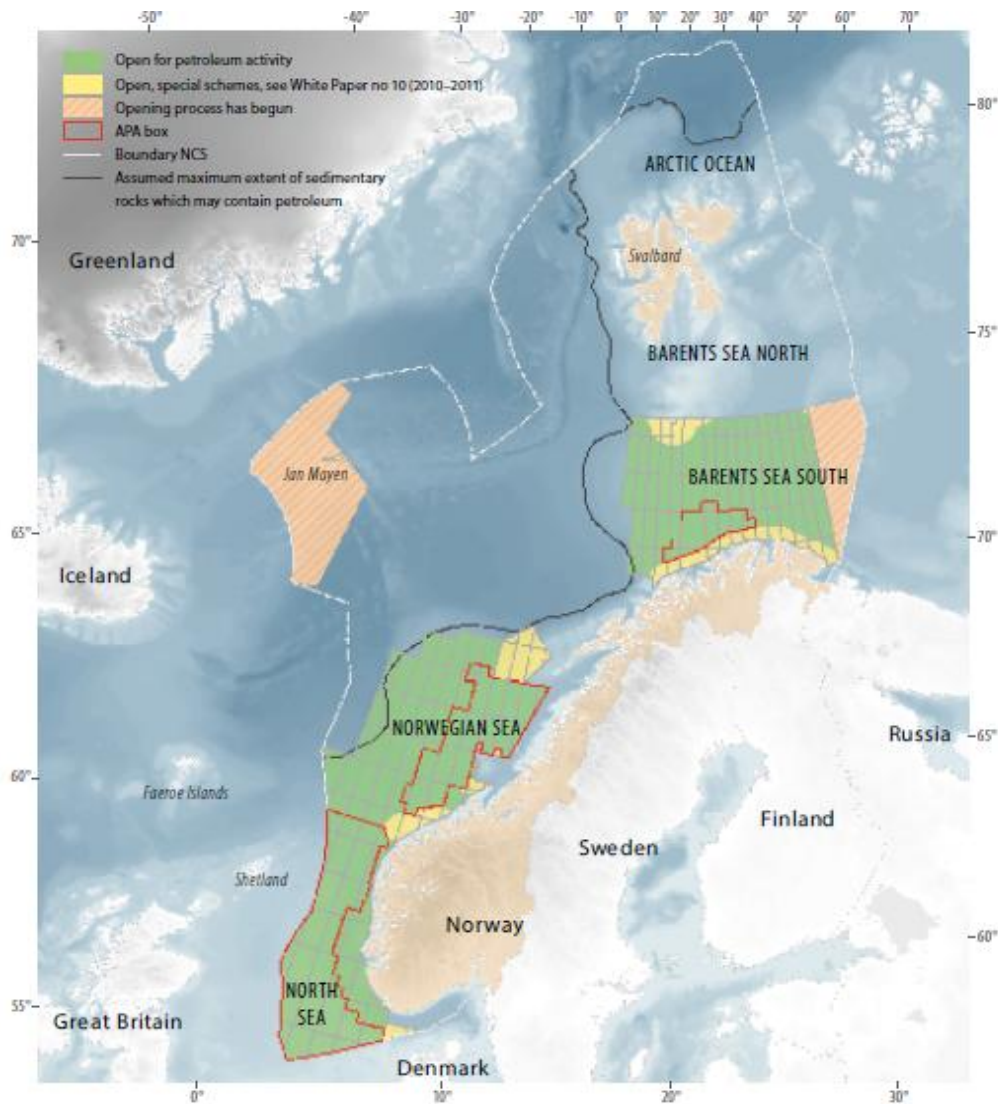 -50° -40° -30° -20° -10° 0° 10° 20° 30° 40° 50° 60° 70°
Open for petroleum activity
Open, special schemes, see White Paper no 10 (2010–2011)
Opening process has begun
APA box
Boundary NCS
Assumed maximum extent of sedimentary
rocks which may contain petroleum
80°
ARCTIC OCEAN
70°
Greenland
Svalbard
75°
BARENTS SEA NORTH
Jan Mayen
BARENTS SEA SOUTH
65°
70°
Iceland
NORWEGIAN SEA
Russia
65°
60°
Faeroe Islands
Finland
Sweden
Shetland
Norway
60°
NORTH
SEA
55°
Great Britain
Denmark
0° 10° 20° 30°